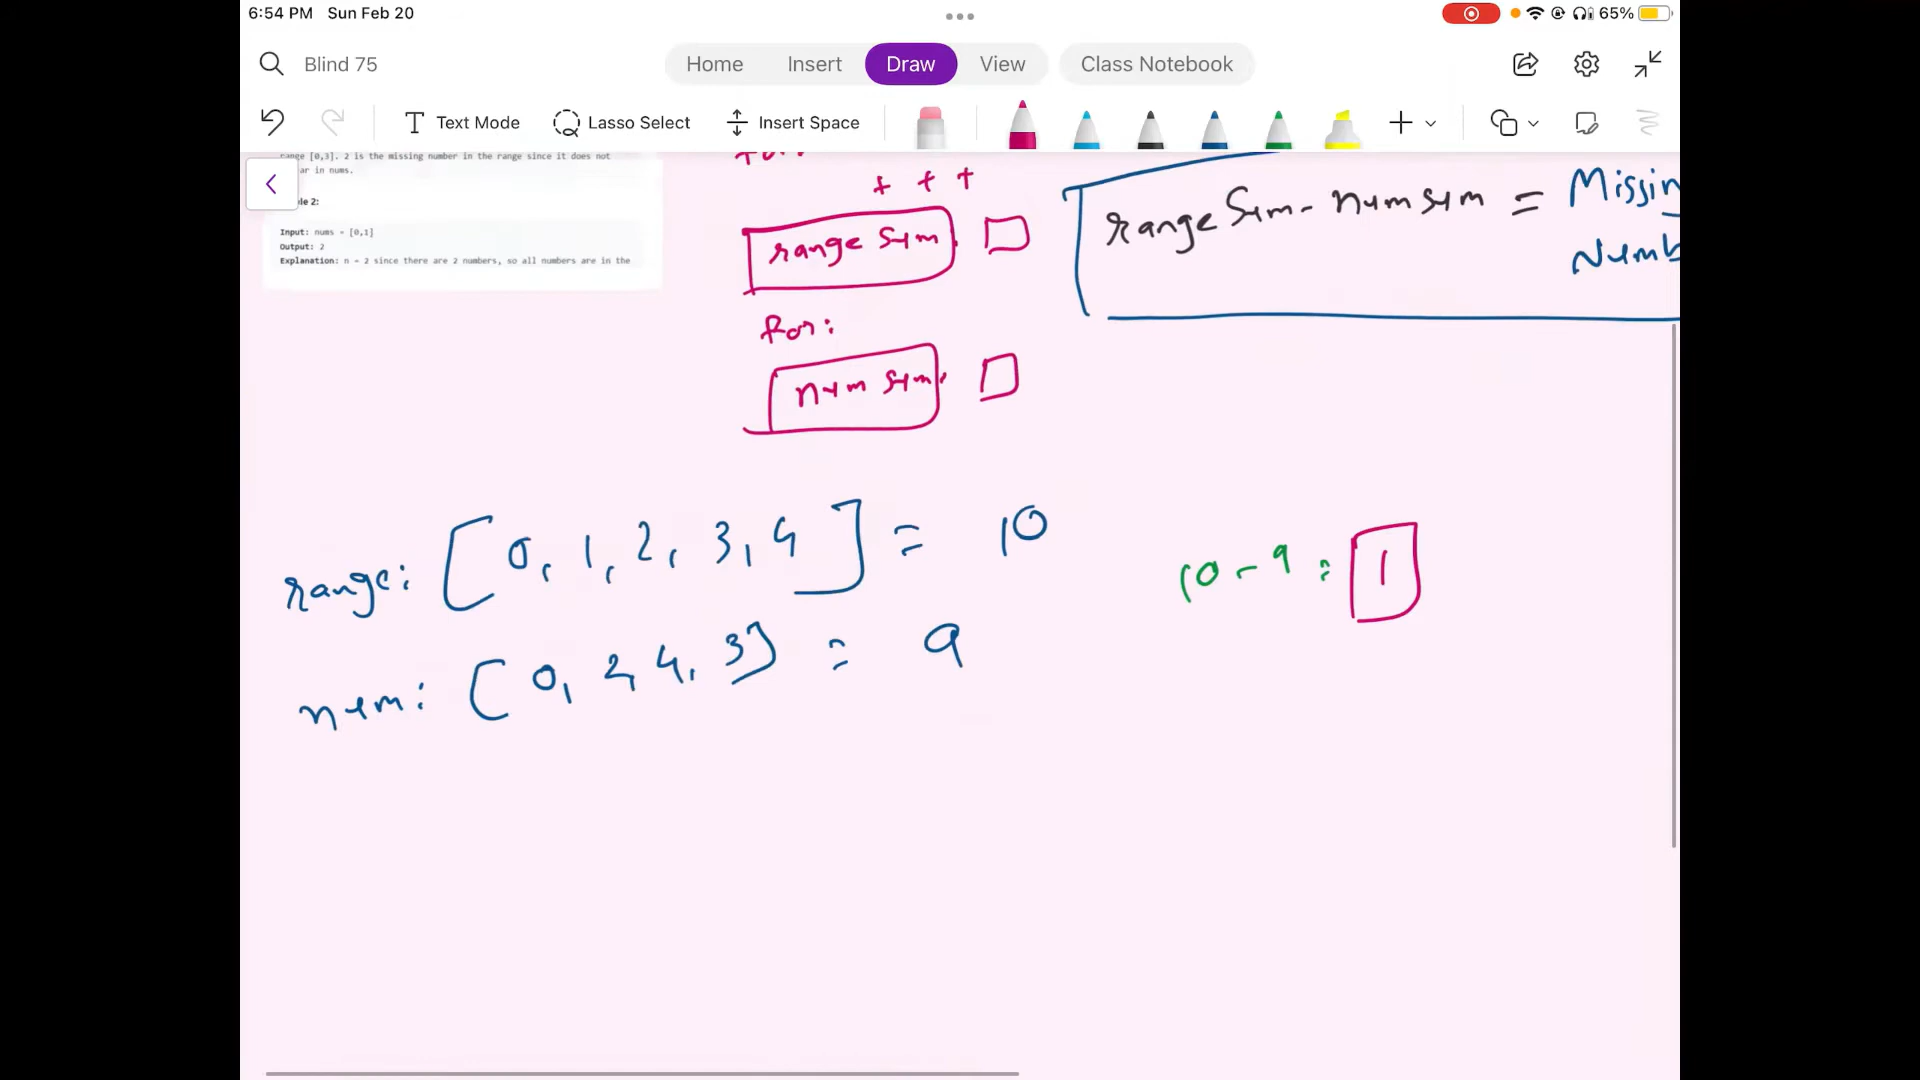 6:54 PM Sun Feb 20
65%
Blind 75
Home Insert Draw View Class Notebook
Text Mode Lasso Select Insert Space
range [0,3]. 2 is the missing number in the range since it does not
ar in nums.
le 2:
Input: nums = [0,1]
Output: 2
Explanation: n = 2 since there are 2 numbers, so all numbers are in the
for:
+ + +
range sum
for:
num sum
range Sum - num sum = Missin
Numb
range: [0, 1, 2, 3, 4] = 10
10 - 9 = 1
num: [0, 2, 4, 3] = 9